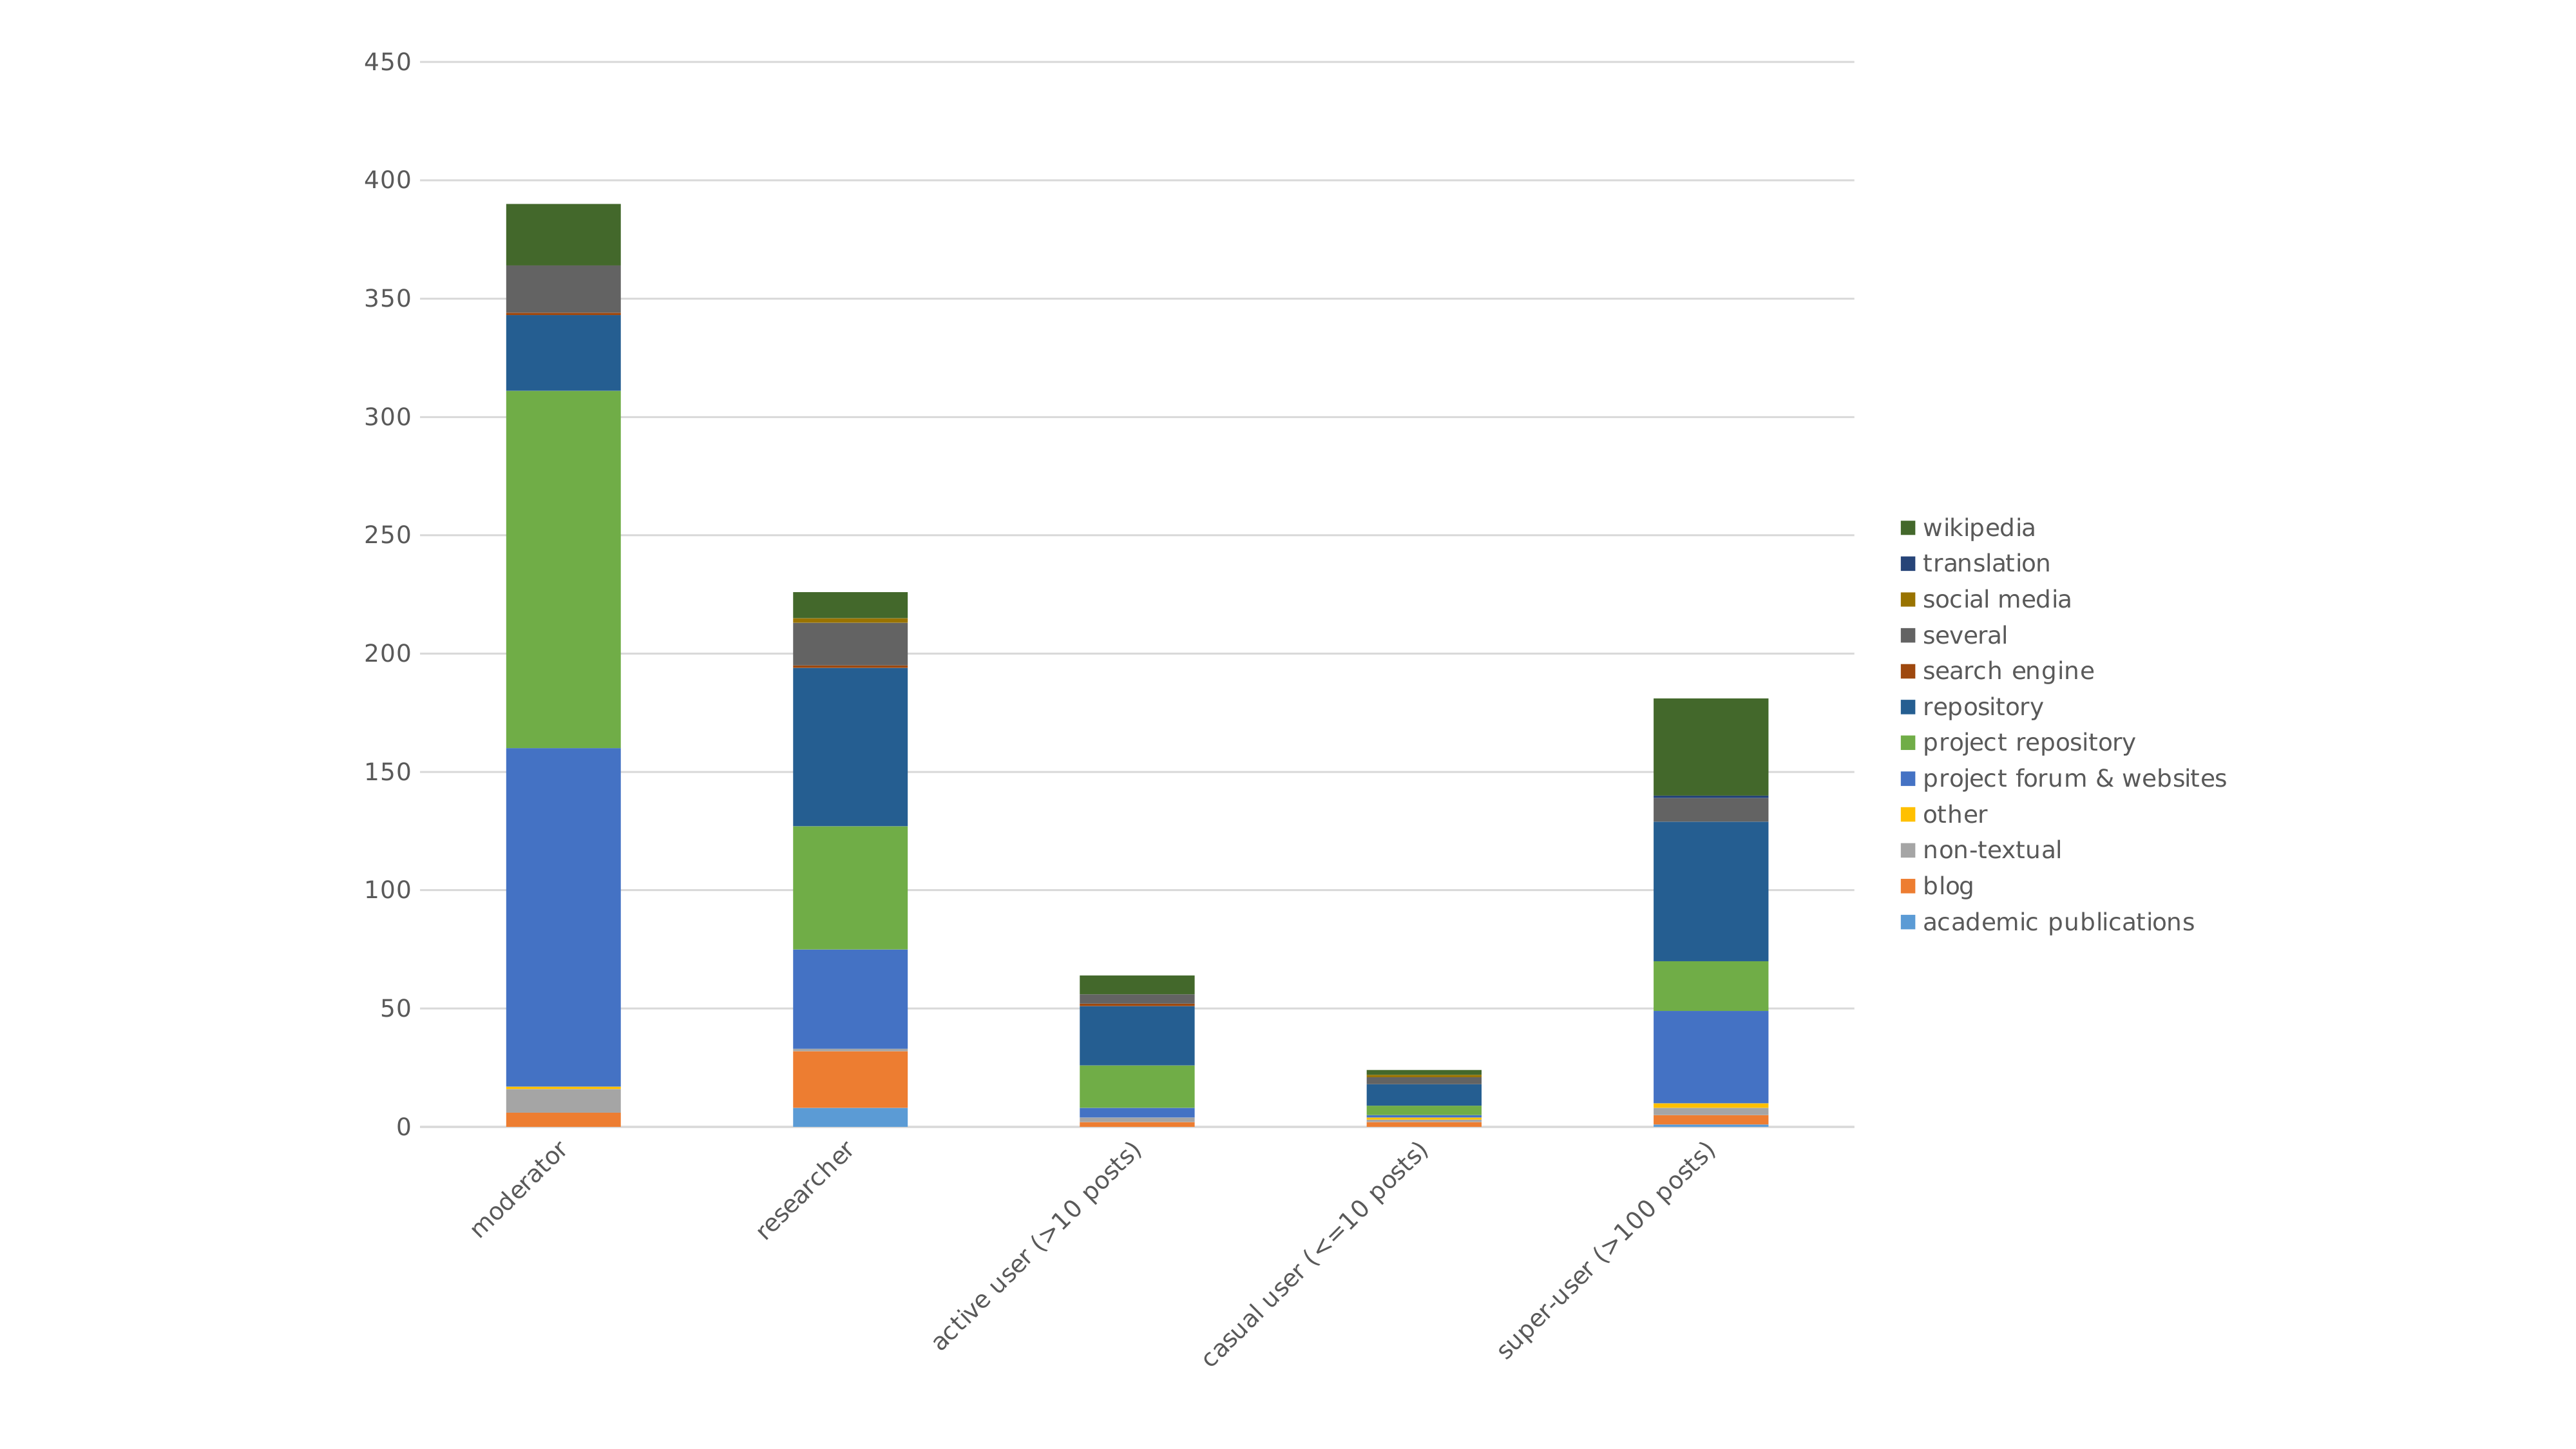 450
400
350
300
250
200
150
100
50
0
moderator
researcher
active user (>10 posts)
casual user (<=10 posts)
super-user (>100 posts)
wikipedia
translation
social media
several
search engine
repository
project repository
project forum & websites
other
non-textual
blog
academic publications